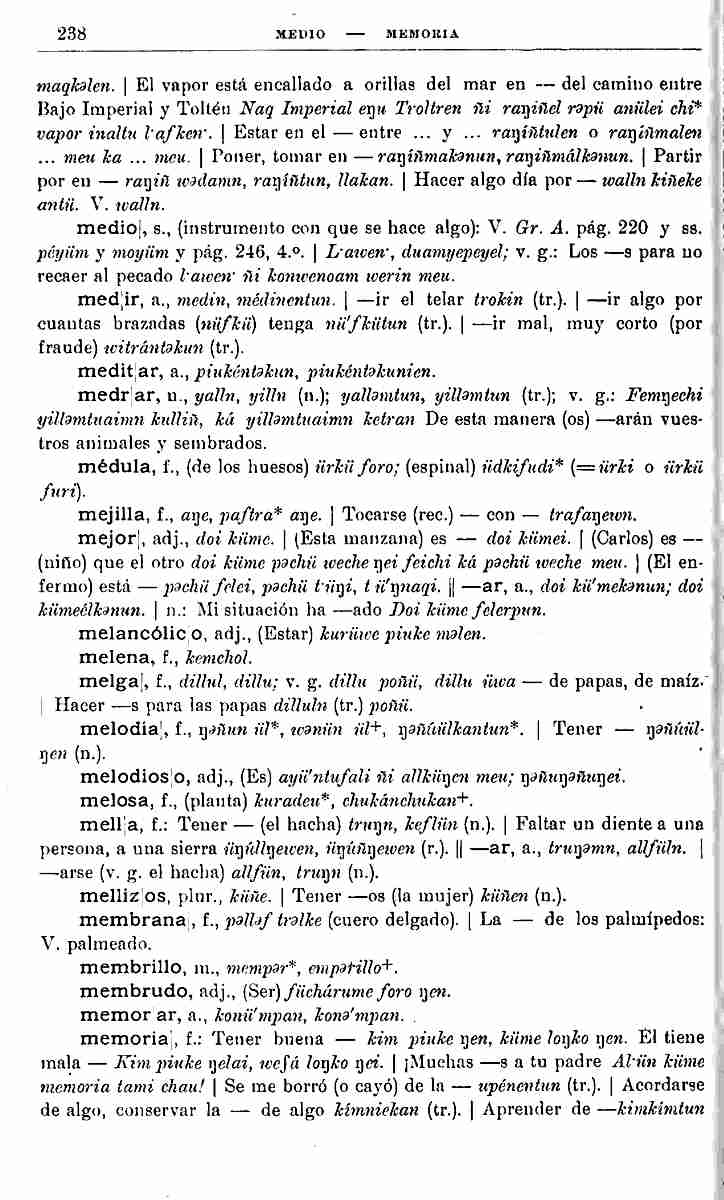 238 MEDIO — MEMORIA
maqkəlen. | El vapor está encallado a orillas del mar en — del camino entre
Bajo Imperial y Toltén Naq Imperial eŋu Troltren ñi raŋiñel rəpü anülei chi*
vapor inaltu l·afken·. | Estar en el — entre ... y ... raŋíñtulen o raŋiñmalen
... meu ka ... meu. | Poner, tomar en — raŋiñmakənun, raŋiñmálkənun. | Partir
por en — raŋiñ wədamn, raŋíñtun, llakan. | Hacer algo día por — walln kiñeke
antü. V. walln.
medio|, s., (instrumento con que se hace algo): V. Gr. A. pág. 220 y ss.
péyüm y moyüm y pág. 246, 4.º. | L·awen·, duamyepeyel; v. g.: Los —s para no
recaer al pecado l·awen· ñi konwenoam werin meu.
med|ir, a., medin, médinentun. | —ir el telar trokin (tr.). | —ir algo por
cuantas brazadas (nüfkü) tenga nü'fkütun (tr.). | —ir mal, muy corto (por
fraude) witrántəkun (tr.).
medit|ar, a., piukéntəkun, piukéntəkunien.
medr|ar, n., yalln, yilln (n.); yalləmtun, yilləmtun (tr.); v. g.: Femŋechi
yilləmtuaimn kulliñ, ká yilləmtuaimn ketran De esta manera (os) —arán vues-
tros animales y sembrados.
médula, f., (de los huesos) ürkü foro; (espinal) üdkifudi* (= ürki o ürkü
furi).
mejilla, f., aŋe, paftra* aŋe. | Tocarse (rec.) — con — trafaŋewn.
mejor|, adj., doi küme. | (Esta manzana) es — doi kümei. | (Carlos) es —
(niño) que el otro doi küme pəchü weche ŋei feichi ká pəchü weche meu. | (El en-
fermo) está — pəchü felei, pəchü t·üŋi, t·ü'ŋnaqi. || —ar, a., doi kü'mekənun; doi
kümeélkənun. | n.: Mi situación ha —ado Doi küme felerpun.
melancólic|o, adj., (Estar) kurüwe piuke məlen.
melena, f., kemchol.
melga|, f., dillul, dillu; v. g. dillu poñü, dillu üwa — de papas, de maíz.
| Hacer —s para las papas dilluln (tr.) poñü.
melodía|, f., ŋəñun ül*, wənün ül+, ŋəñúülkantun*. | Tener — ŋəñúül-
ŋen (n.).
melodios|o, adj., (Es) ayü'ntufali ñi allküŋen meu; ŋəñuŋəñuŋei.
melosa, f., (planta) kuradeu*, chukánchukan+.
mell|a, f.: Tener — (el hacha) truŋn, keflün (n.). | Faltar un diente a una
persona, a una sierra üŋúllŋewen, üŋúñŋewen (r.). || —ar, a., truŋəmn, allfüln. |
—arse (v. g. el hacha) allfün, truŋn (n.).
melliz|os, plur., küñe. | Tener —os (la mujer) küñen (n.).
membrana|, f., pəlləf trəlke (cuero delgado). | La — de los palmípedos:
V. palmeado.
membrillo, m., mempər*, empərillo+.
membrudo, adj., (Ser) füchárume foro ŋen.
memor ar, a., konü'mpan, konə'mpan.
memoria|, f.: Tener buena — kim piuke ŋen, küme loŋko ŋen. El tiene
mala — Kim piuke ŋelai, wefá loŋko ŋei. | ¡Muchas —s a tu padre Al·ün küme
memoria tami chau! | Se me borró (o cayó) de la — upénentun (tr.). | Acordarse
de algo, conservar la — de algo kímniekan (tr.). | Aprender de —kimkímtun